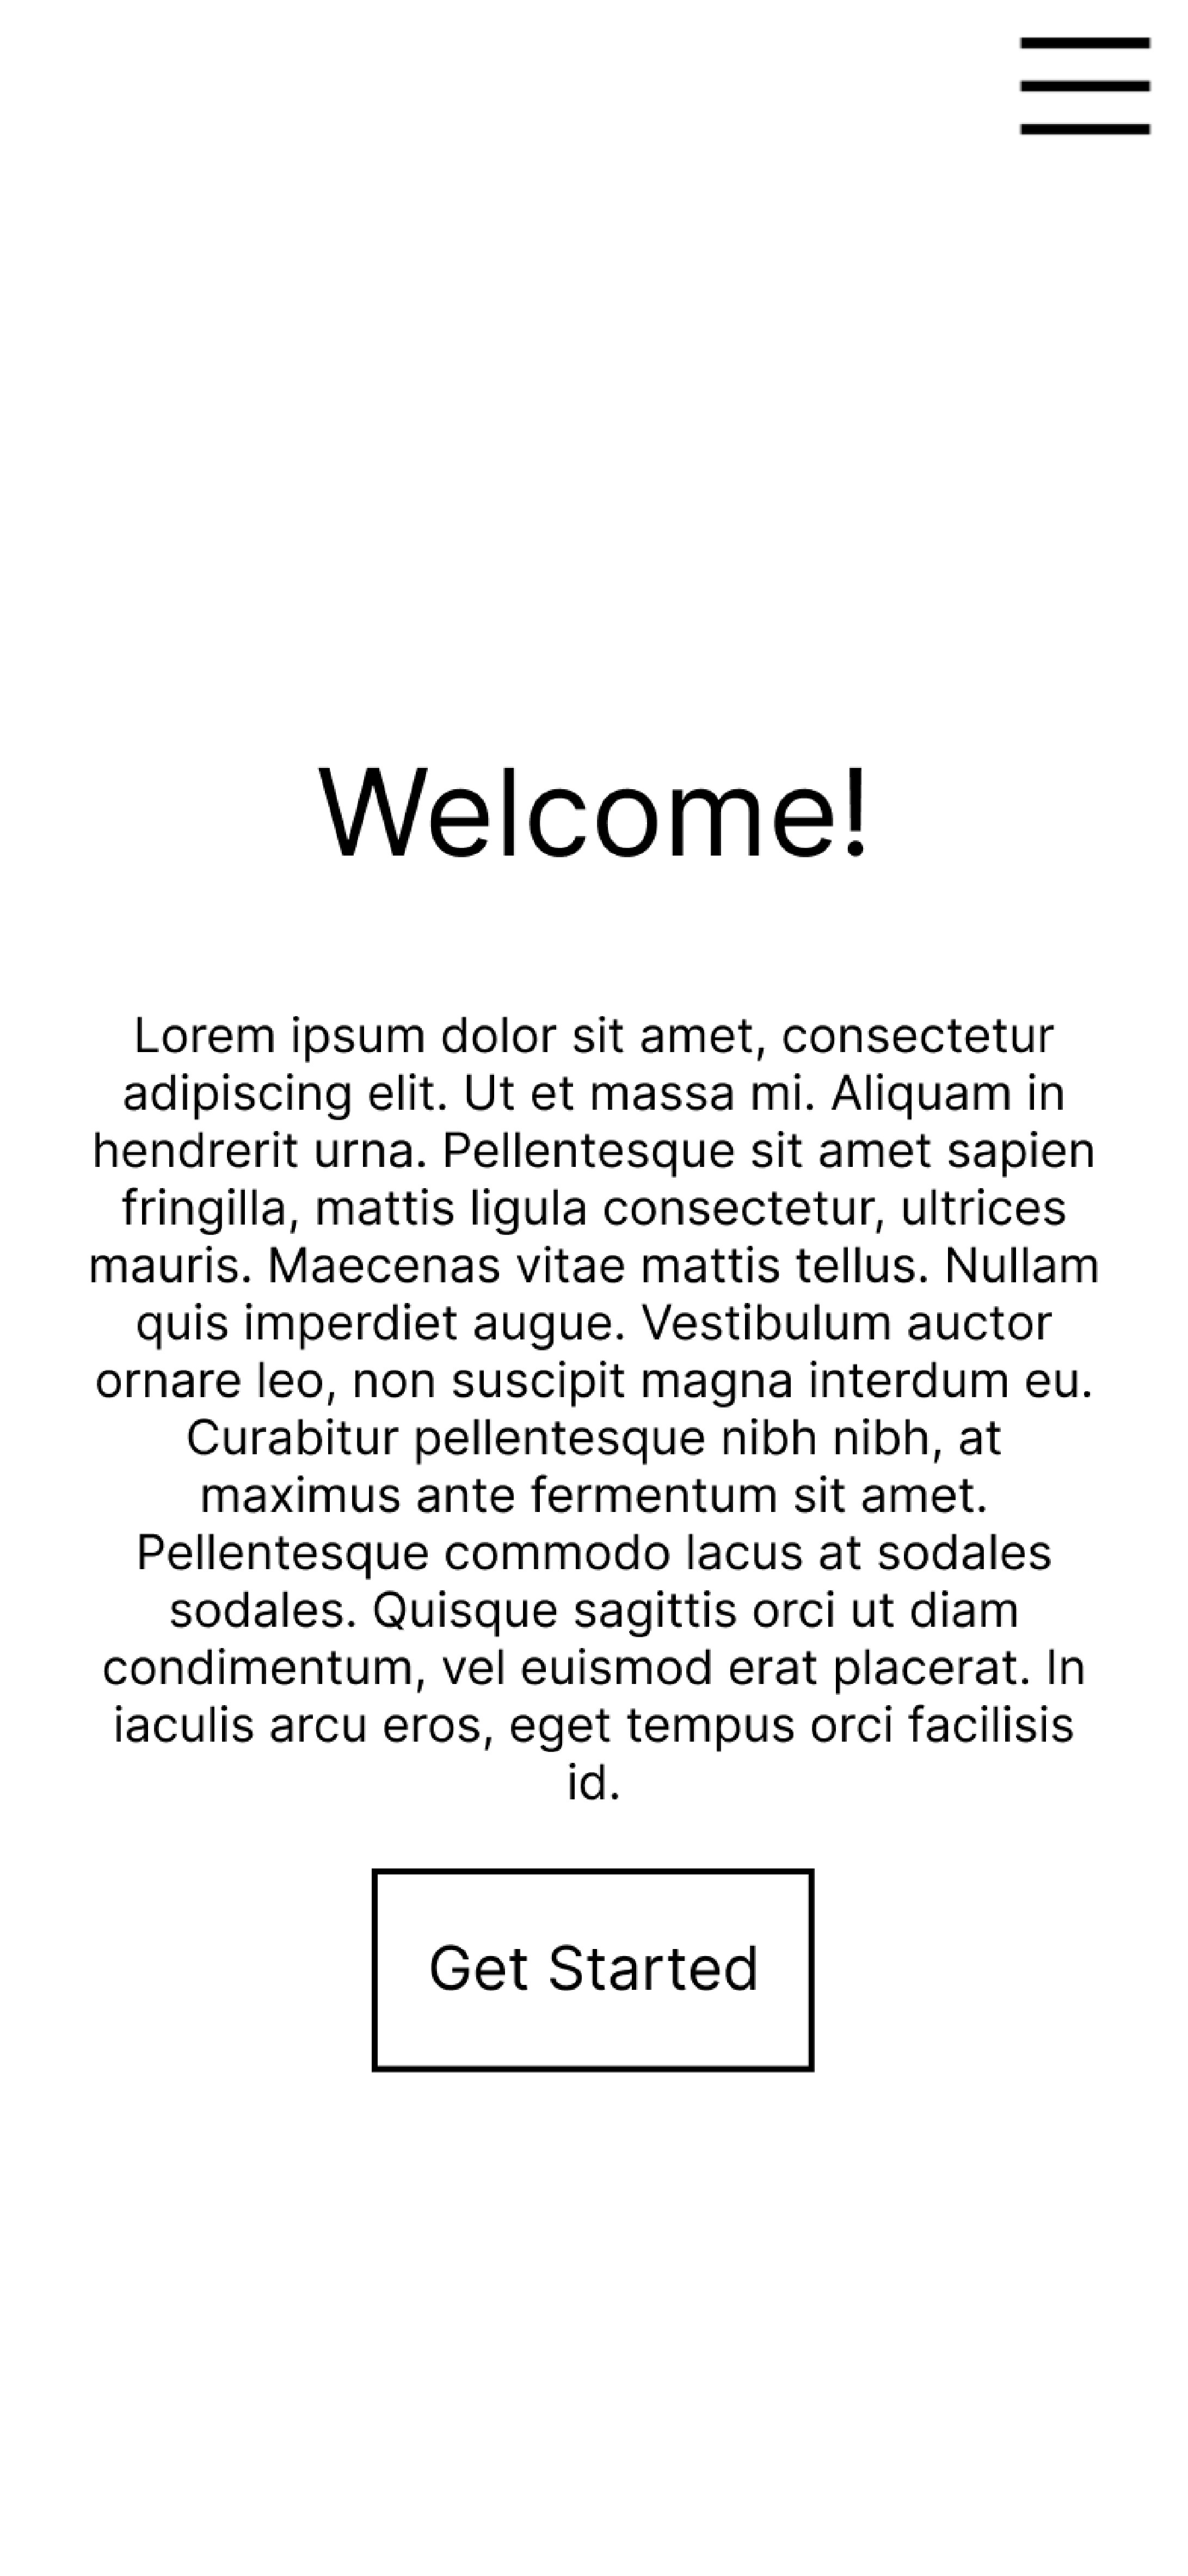 Welcome!
Lorem ipsum dolor sit amet, consectetur
adipiscing elit. Ut et massa mi. Aliquam in
hendrerit urna. Pellentesque sit amet sapien
fringilla, mattis ligula consectetur, ultrices
mauris. Maecenas vitae mattis tellus. Nullam
quis imperdiet augue. Vestibulum auctor
ornare leo, non suscipit magna interdum eu.
Curabitur pellentesque nibh nibh, at
maximus ante fermentum sit amet.
Pellentesque commodo lacus at sodales
sodales. Quisque sagittis orci ut diam
condimentum, vel euismod erat placerat. In
iaculis arcu eros, eget tempus orci facilisis
id.
Get Started